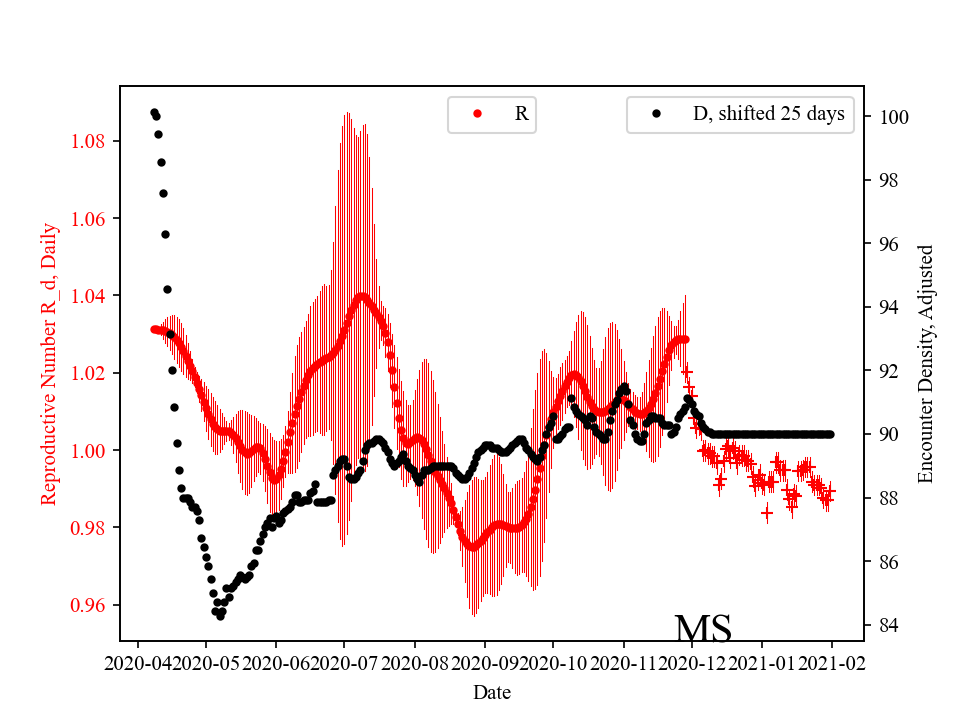 R
D, shifted 25 days
Reproductive Number R_d, Daily
1.08
1.06
1.04
1.02
1.00
0.98
0.96
100
98
96
94
92
90
88
86
84
Encounter Density, Adjusted
MS
2020-04 2020-05 2020-06 2020-07 2020-08 2020-09 2020-10 2020-11 2020-12 2021-01 2021-02
Date